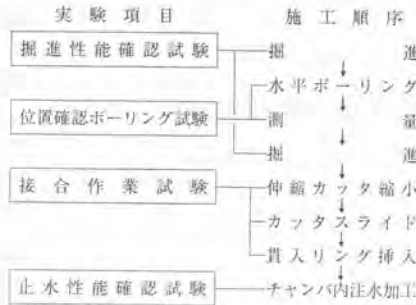 実験項目 施工順序
掘進性能確認試験 掘進
水平ボーリング
位置確認ボーリング試験 測量
掘進
接合作業試験 伸縮カッタ縮小
カッタスライド
貫入リング挿入
止水性能確認試験 チャンバ内注水加工